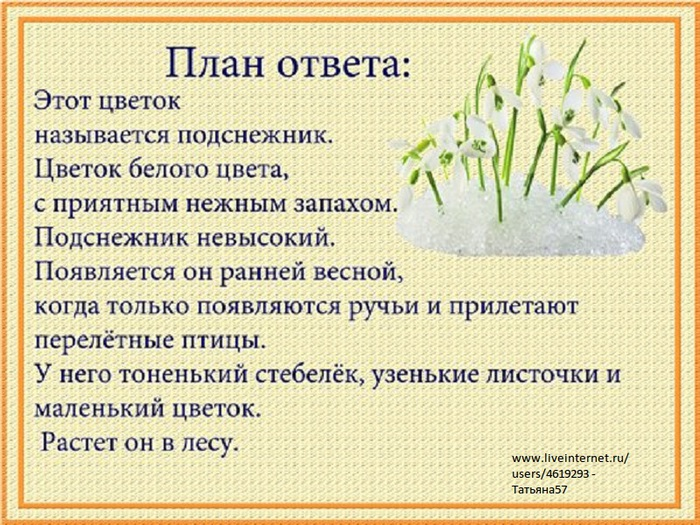 План ответа:
Этот цветок
называется подснежник.
Цветок белого цвета,
с приятным нежным запахом.
Подснежник невысокий.
Появляется он ранней весной,
когда только появляются ручьи и прилетают
перелётные птицы.
У него тоненький стебелёк, узенькие листочки и
маленький цветок.
Растет он в лесу.
www.liveinternet.ru/
users/4619293 -
Татьяна57